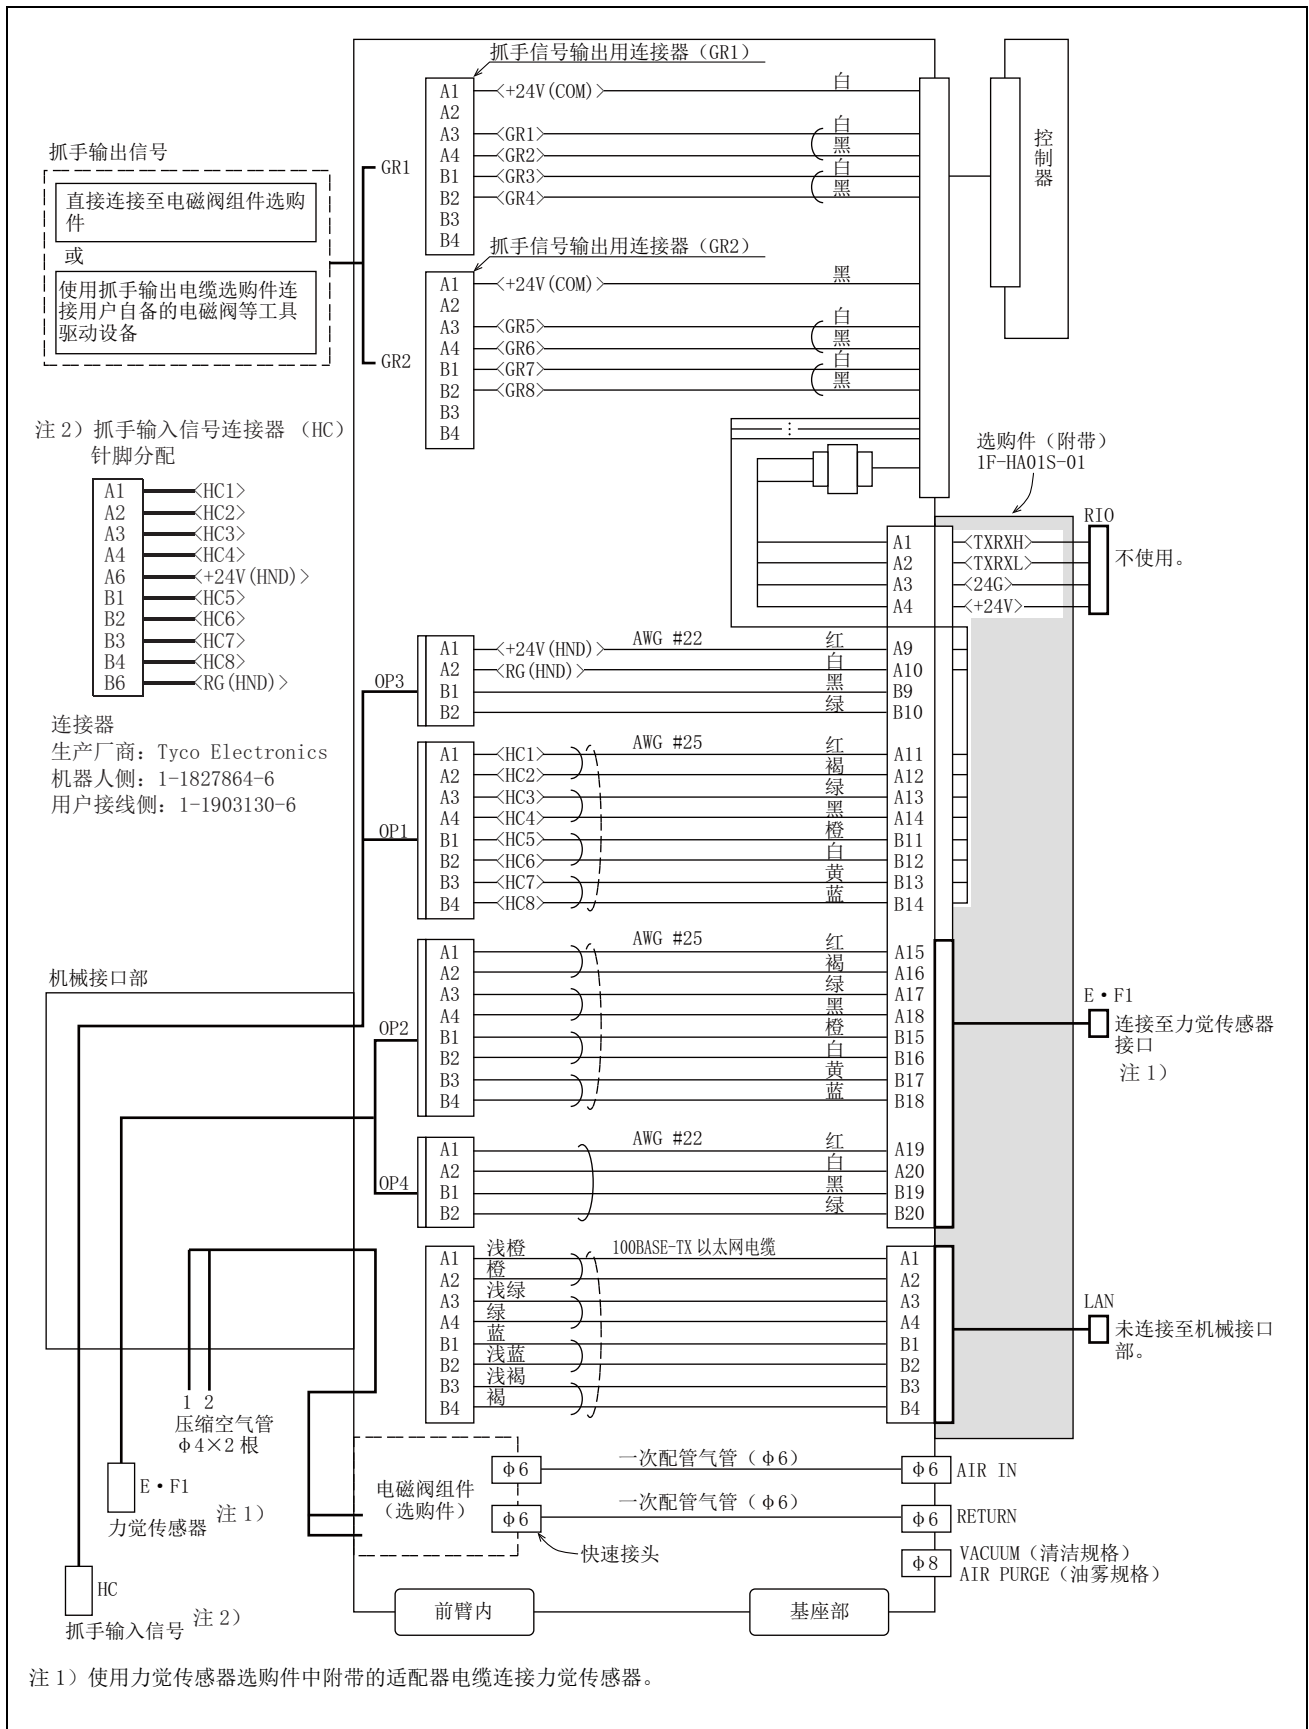 抓手信号输出用连接器（GR1）
A1 <+24V(COM)> 白
A2
A3 <GR1> 白
A4 <GR2> 黑
B1 <GR3> 白
B2 <GR4> 黑
B3
B4
控制器
抓手输出信号
直接连接至电磁阀组件选购
件
或
使用抓手输出电缆选购件连
接用户自备的电磁阀等工具
驱动设备
GR1
GR2
抓手信号输出用连接器（GR2）
A1 <+24V(COM)> 黑
A2
A3 <GR5> 白
A4 <GR6> 黑
B1 <GR7> 白
B2 <GR8> 黑
B3
B4
注 2）抓手输入信号连接器 （HC）
针脚分配
A1 <HC1>
A2 <HC2>
A3 <HC3>
A4 <HC4>
A6 <+24V(HND)>
B1 <HC5>
B2 <HC6>
B3 <HC7>
B4 <HC8>
B6 <RG(HND)>
连接器
生产厂商：Tyco Electronics
机器人侧：1-1827864-6
用户接线侧：1-1903130-6
选购件（附带）
1F-HA01S-01
RIO
A1 <TXRXH>
A2 <TXRXL>
A3 <24G>
A4 <+24V>
不使用。
OP3
AWG #22
A1 <+24V(HND)> 红 A9
A2 <RG(HND)> 白 A10
B1 黑 B9
B2 绿 B10
OP1
AWG #25
A1 <HC1> 红 A11
A2 <HC2> 褐 A12
A3 <HC3> 绿 A13
A4 <HC4> 黑 A14
B1 <HC5> 橙 B11
B2 <HC6> 白 B12
B3 <HC7> 黄 B13
B4 <HC8> 蓝 B14
机械接口部
OP2
AWG #25
A1 红 A15
A2 褐 A16
A3 绿 A17
A4 黑 A18
B1 橙 B15
B2 白 B16
B3 黄 B17
B4 蓝 B18
E・F1
连接至力觉传感器
接口
注 1）
OP4
AWG #22
A1 红 A19
A2 白 A20
B1 黑 B19
B2 绿 B20
100BASE-TX 以太网电缆
A1 浅橙 A1
A2 橙 A2
A3 浅绿 A3
A4 绿 A4
B1 蓝 B1
B2 浅蓝 B2
B3 浅褐 B3
B4 褐 B4
LAN
未连接至机械接口
部。
1 2
压缩空气管
φ4×2 根
E・F1
力觉传感器 注 1）
HC
抓手输入信号 注 2）
电磁阀组件
（选购件）
φ6 一次配管气管（φ6） φ6 AIR IN
φ6 一次配管气管（φ6） φ6 RETURN
快速接头
φ8 VACUUM（清洁规格）
AIR PURGE（油雾规格）
前臂内
基座部
注 1）使用力觉传感器选购件中附带的适配器电缆连接力觉传感器。